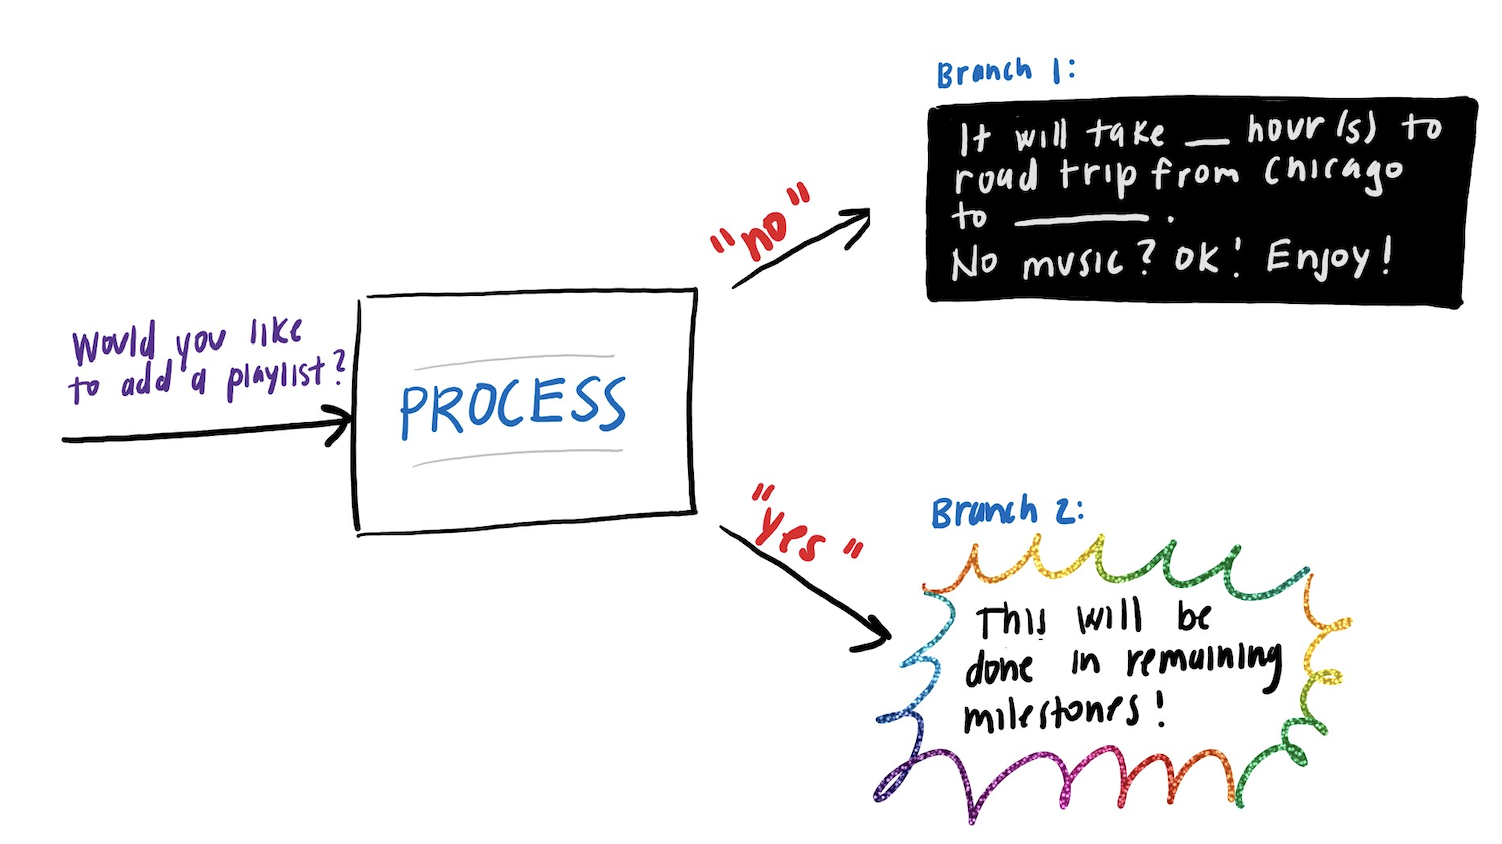 Would you like
to add a playlist?
PROCESS
"no"
Branch 1:
It will take __ hour(s) to
road trip from Chicago
to ______.
No music? OK! Enjoy!
"yes"
Branch 2:
This will be
done in remaining
milestones!